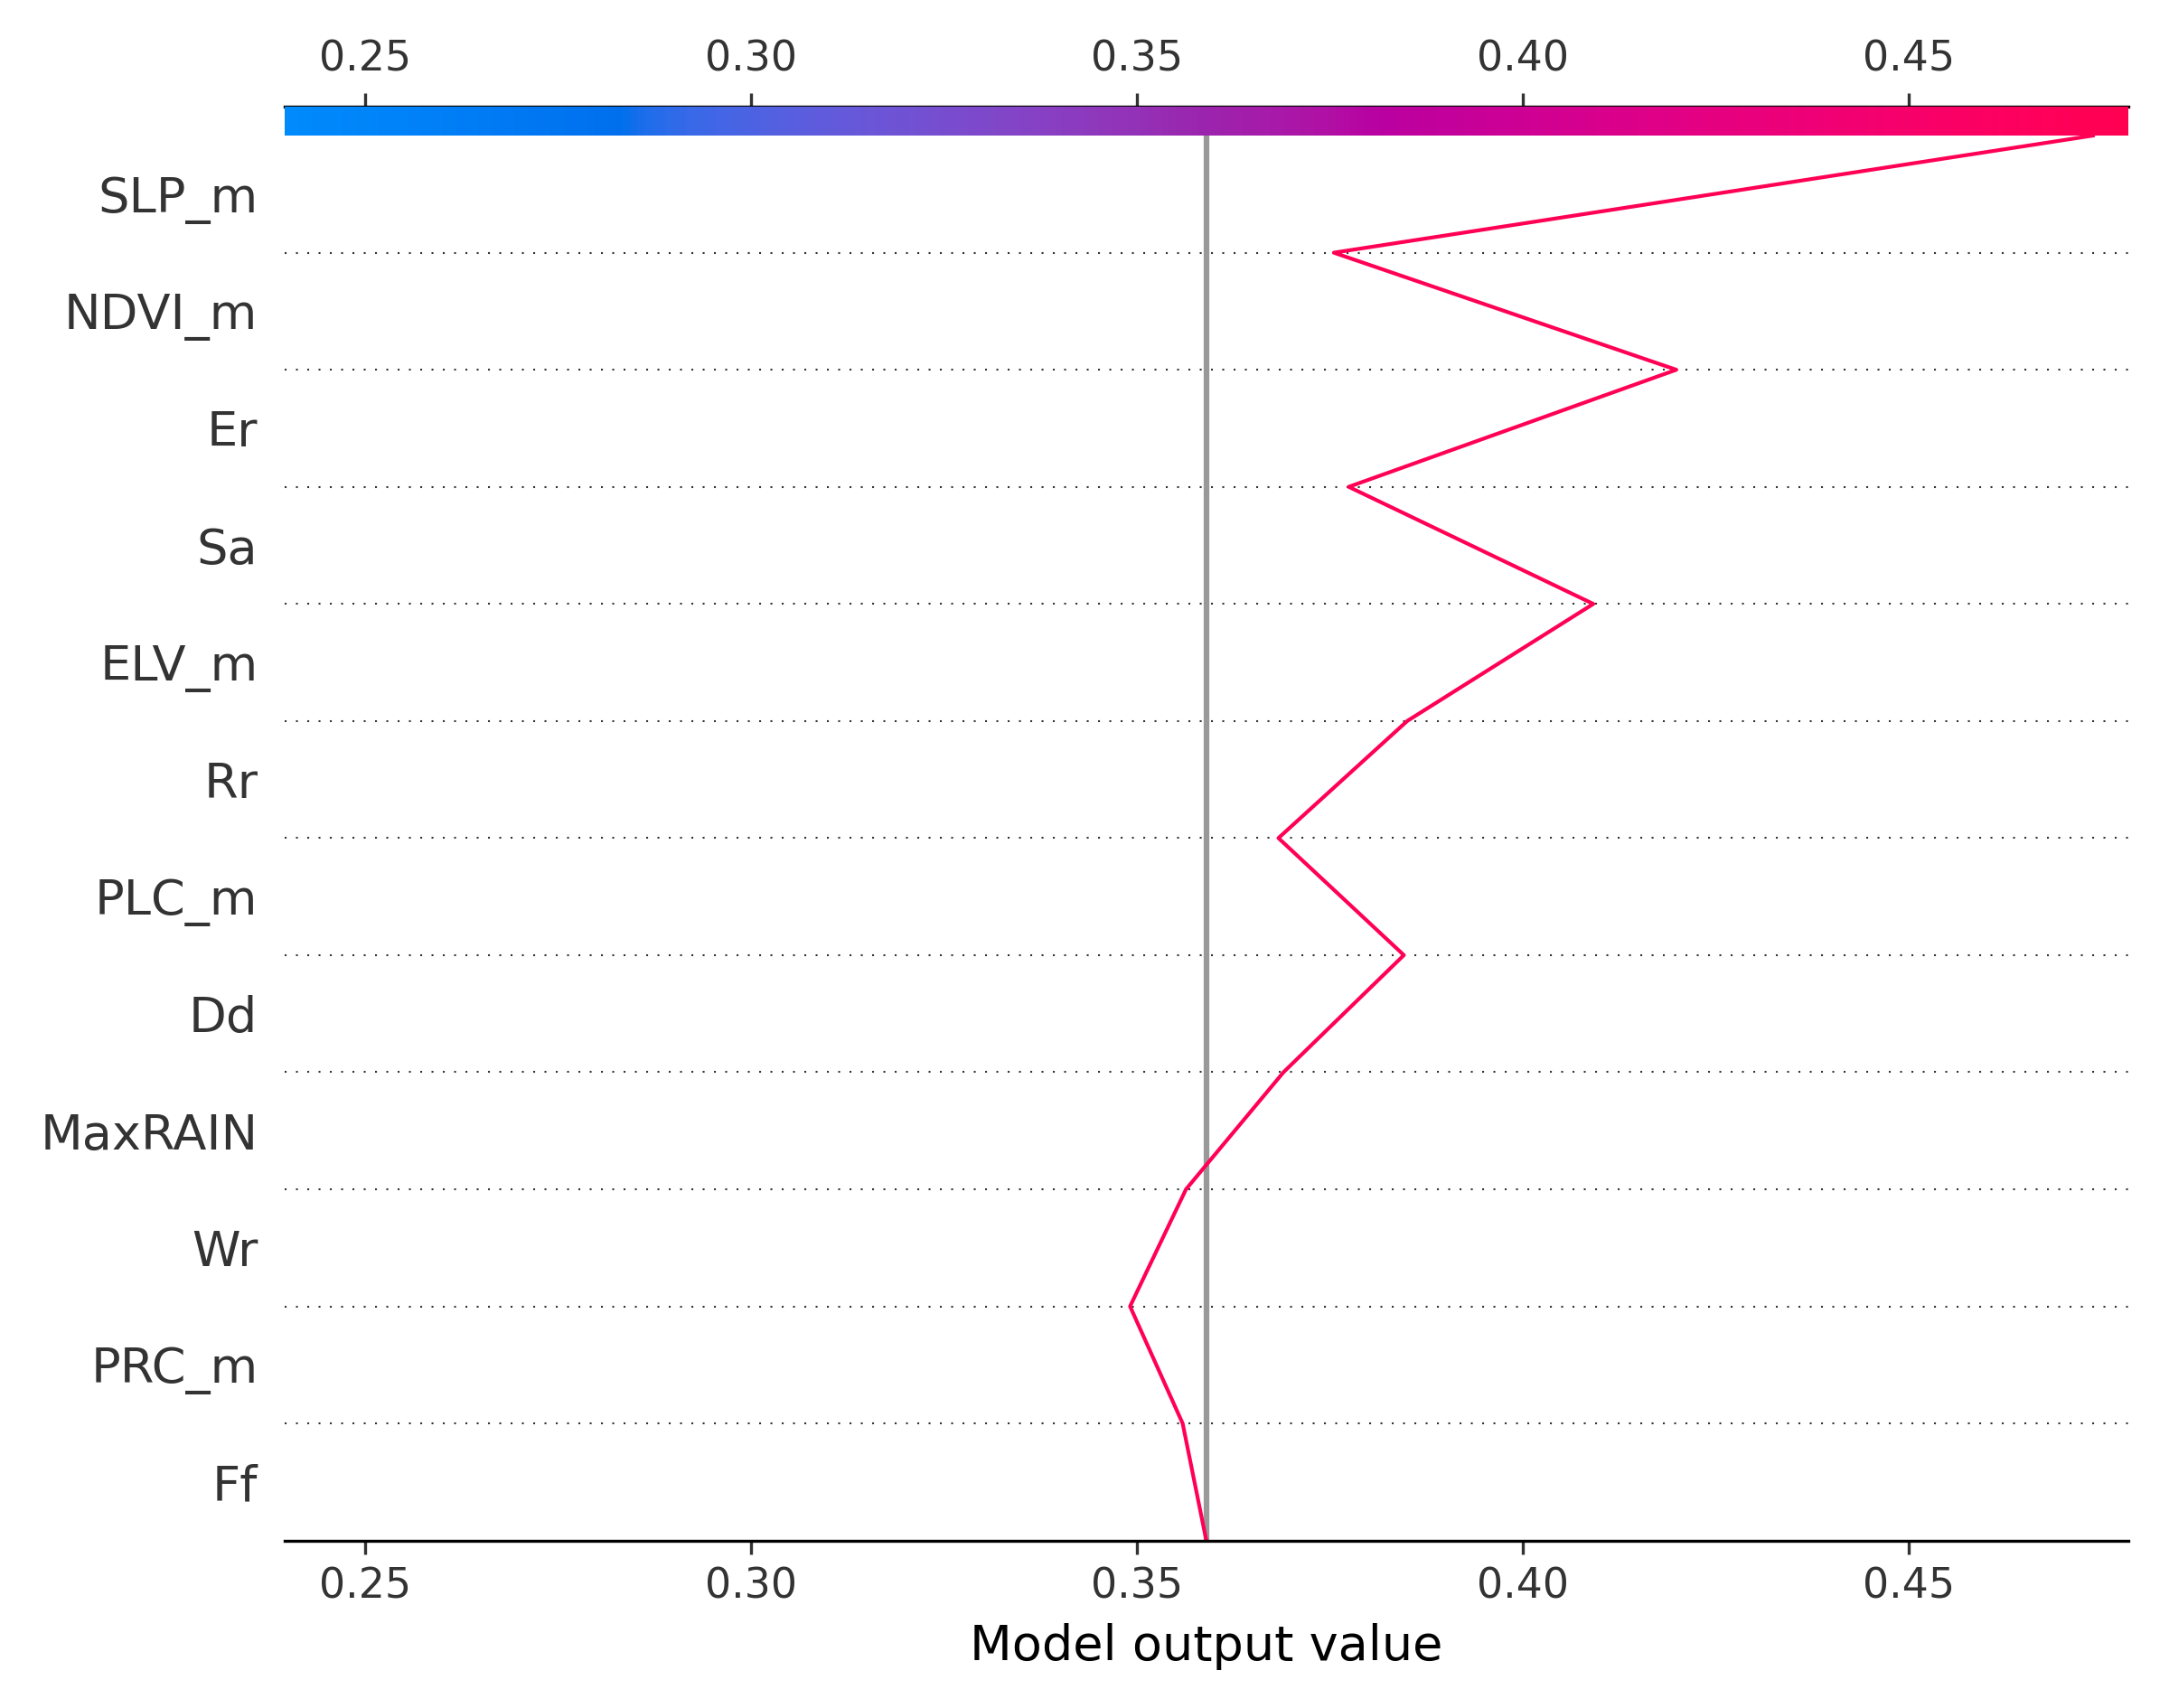 0.25 0.30 0.35 0.40 0.45
SLP_m
NDVI_m
Er
Sa
ELV_m
Rr
PLC_m
Dd
MaxRAIN
Wr
PRC_m
Ff
0.25 0.30 0.35 0.40 0.45
Model output value